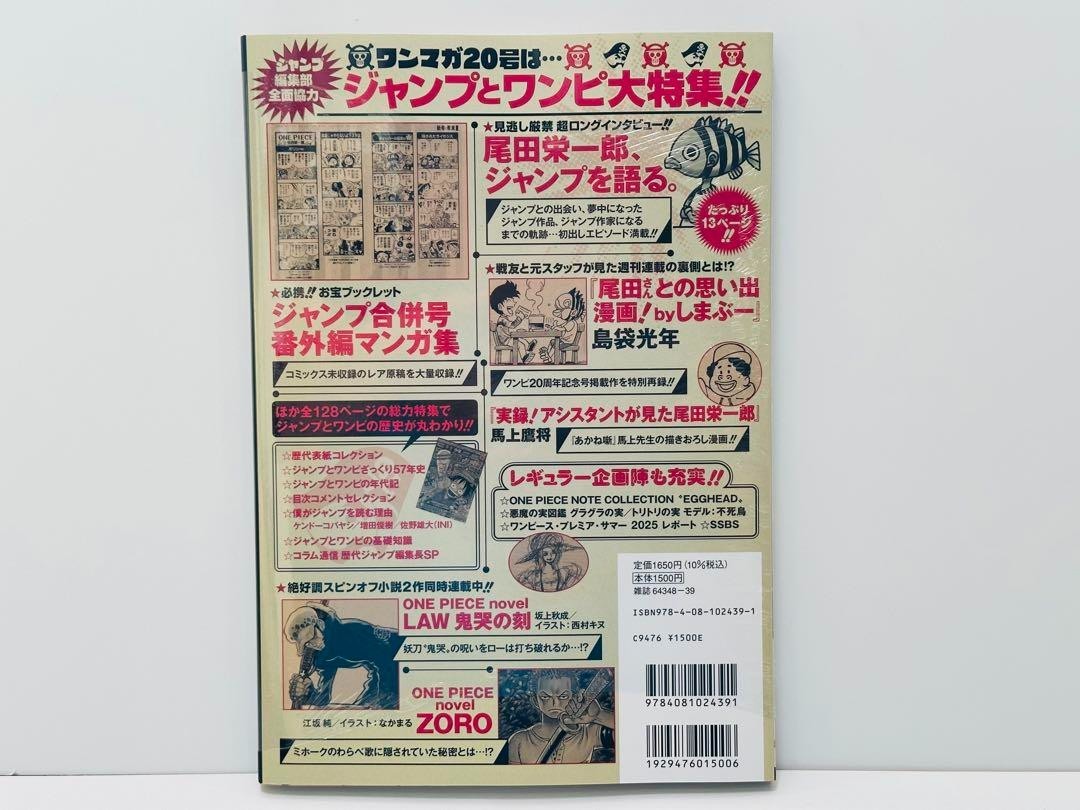 ジャンプ
編集部
全面協力
ワンマガ20号は…
ジャンプとワンピ大特集!!
ONE PIECE
★必携!! お宝ブックレット
ジャンプ合併号
番外編マンガ集
コミックス未収録のレア原稿を大量収録!!
ほか全128ページの総力特集で
ジャンプとワンピの歴史が丸わかり!!
☆歴代表紙コレクション
☆ジャンプとワンピざっくり57年史
☆ジャンプとワンピの年代記
☆目次コメントセレクション
☆僕がジャンプを読む理由
ケンドーコバヤシ/増田俊樹/佐野雄大(INI)
☆ジャンプとワンピの基礎知識
☆コラム通信 歴代ジャンプ編集長SP
★見逃し厳禁 超ロングインタビュー!!
尾田栄一郎、
ジャンプを語る。
ジャンプとの出会い、夢中になった
ジャンプ作品、ジャンプ作家になる
までの軌跡…初出しエピソード満載!!
たっぷり
13ページ
!!
★戦友と元スタッフが見た週刊連載の裏側とは!?
『尾田さんとの思い出
漫画!byしまぶー』
島袋光年
ワンピ20周年記念号掲載作を特別再録!!
『実録!アシスタントが見た尾田栄一郎』
馬上鷹将
『あかね噺』馬上先生の描きおろし漫画!!
レギュラー企画陣も充実!!
☆ONE PIECE NOTE COLLECTION “EGGHEAD〟
☆悪魔の実図鑑 グラグラの実/トリトリの実 モデル:不死鳥
☆ワンピース・プレミア・サマー 2025 レポート ☆SSBS
★絶好調スピンオフ小説2作同時連載中!!
ONE PIECE novel
LAW 鬼哭の刻
坂上秋成/
イラスト:西村キヌ
妖刀“鬼哭〟の呪いをローは打ち破れるか…!?
ONE PIECE
novel
ZORO
江坂 純/イラスト:なかまる
ミホークのわらべ歌に隠されていた秘密とは…!?
定価1650円(10%税込)
本体1500円
雑誌 64348-39
ISBN978-4-08-102439-1
C9476 ¥1500E
9784081024391
1929476015006